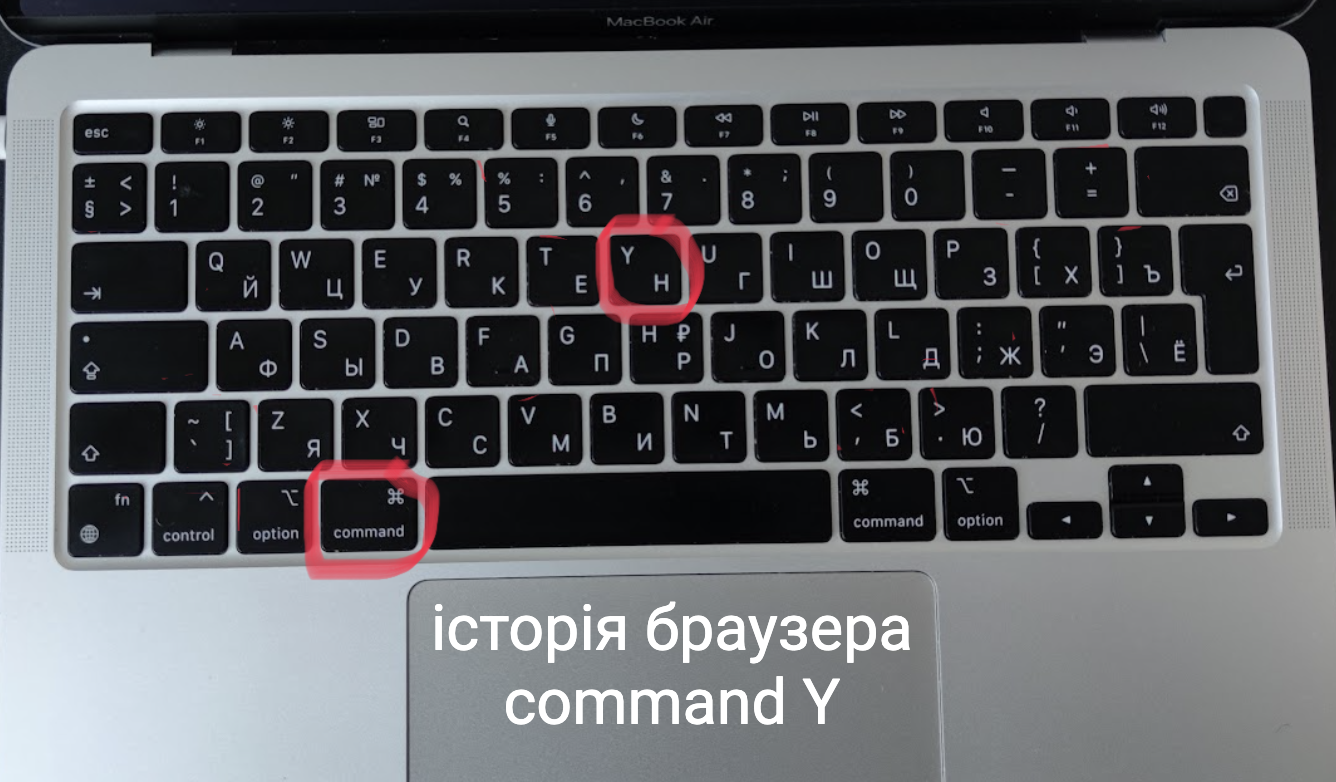 MacBook Air
esc F1 F2 F3 F4 F5 F6 F7 F8 F9 F10 F11 F12
± < § > ! 1 @ " 2 # № 3 $ % 4 % : 5 ^ , 6 & . 7 * ; 8 ( 9 ) 0 — - + =
Q Й W Ц E У R К T Е Y Н U Г I Ш O Щ P З { [ Х } ] Ъ
A Ф S Ы D В F А G П H ₽ Р J О K Л L Д : ; Ж " ' Э | \ Ё
~ [ ` ] Z Я X Ч C С V М B И N Т M Ь < , Б > . Ю ? /
fn ^ control ⌥ option ⌘ command ⌘ command ⌥ option
історія браузера
command Y